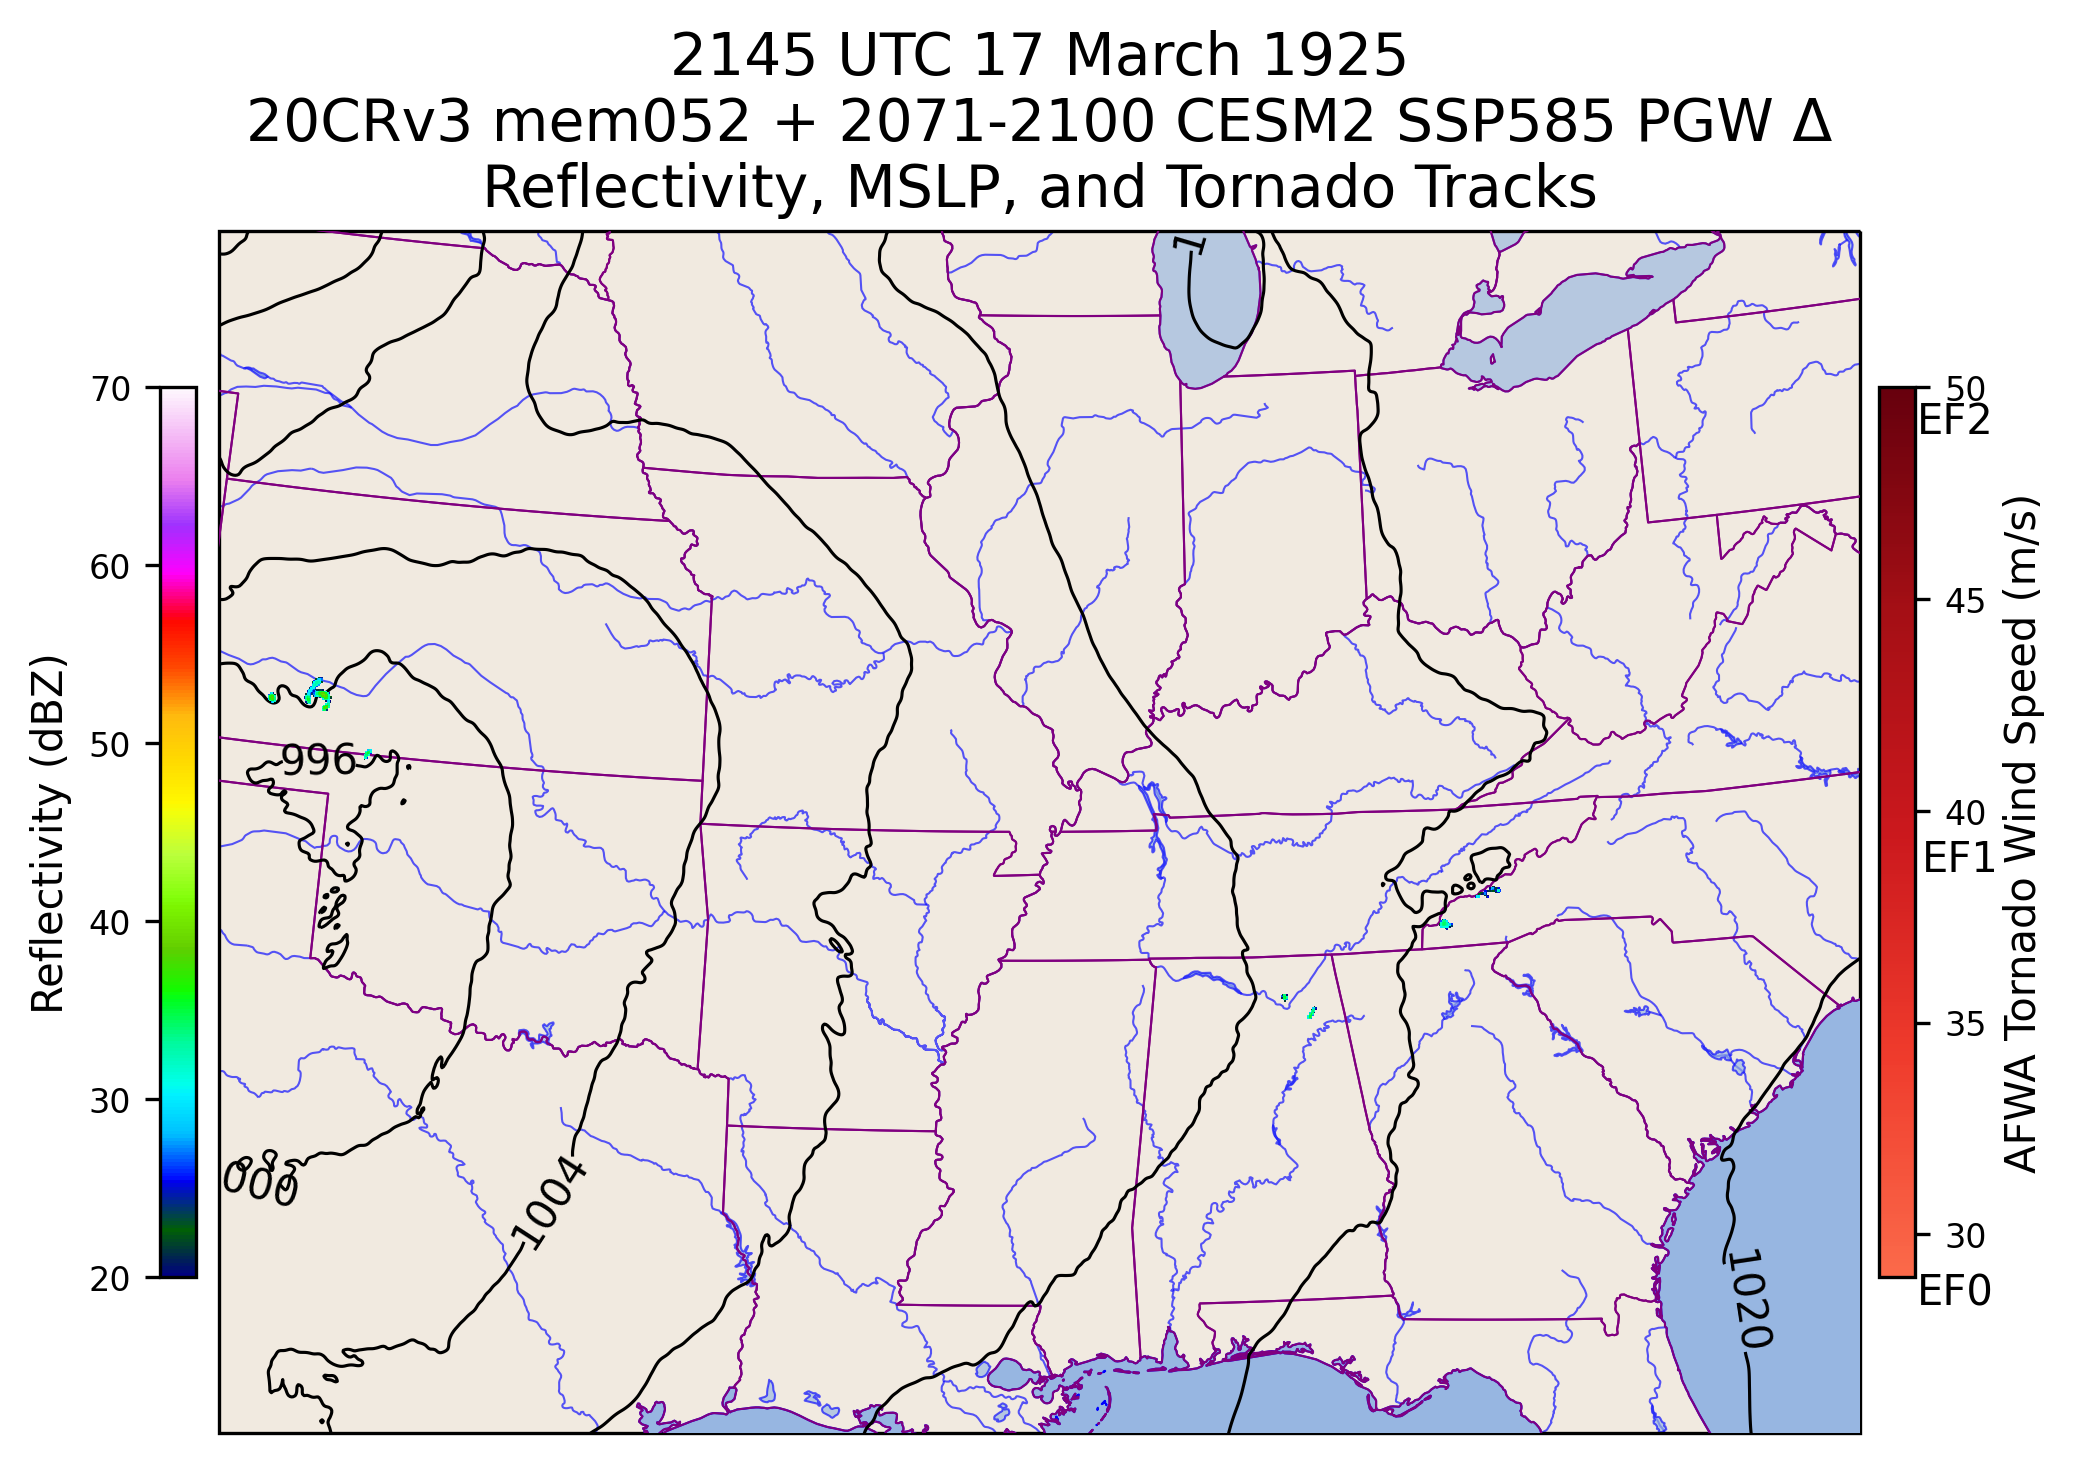 2145 UTC 17 March 1925
20CRv3 mem052 + 2071-2100 CESM2 SSP585 PGW Δ
Reflectivity, MSLP, and Tornado Tracks
1
70
60
50
40
30
20
Reflectivity (dBZ)
996
000
1004
1020
50
EF2
45
40
EF1
35
30
EF0
AFWA Tornado Wind Speed (m/s)